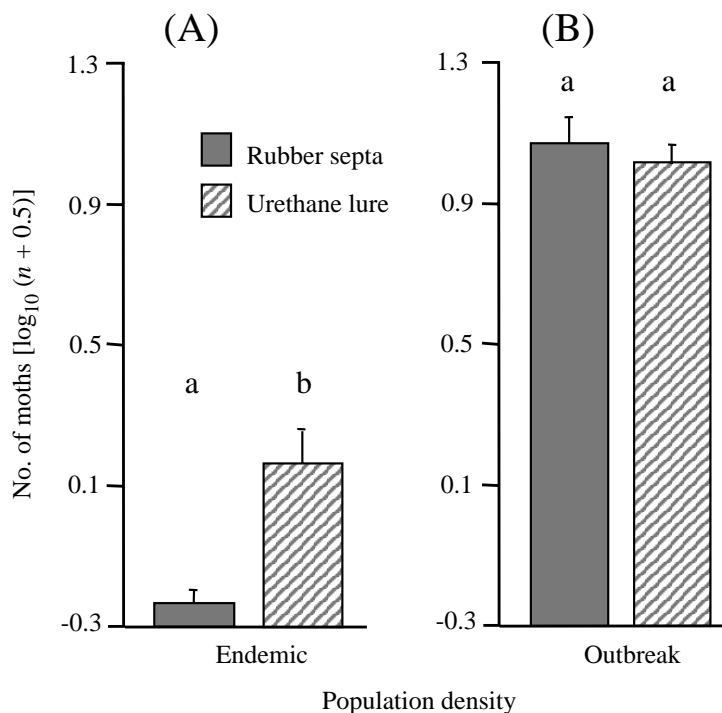 (A)
(B)
1.3
0.9
0.5
0.1
-0.3
No. of moths [log10 (n + 0.5)]
Rubber septa
Urethane lure
a
b
Endemic
1.3
0.9
0.5
0.1
-0.3
a
a
Outbreak
Population density